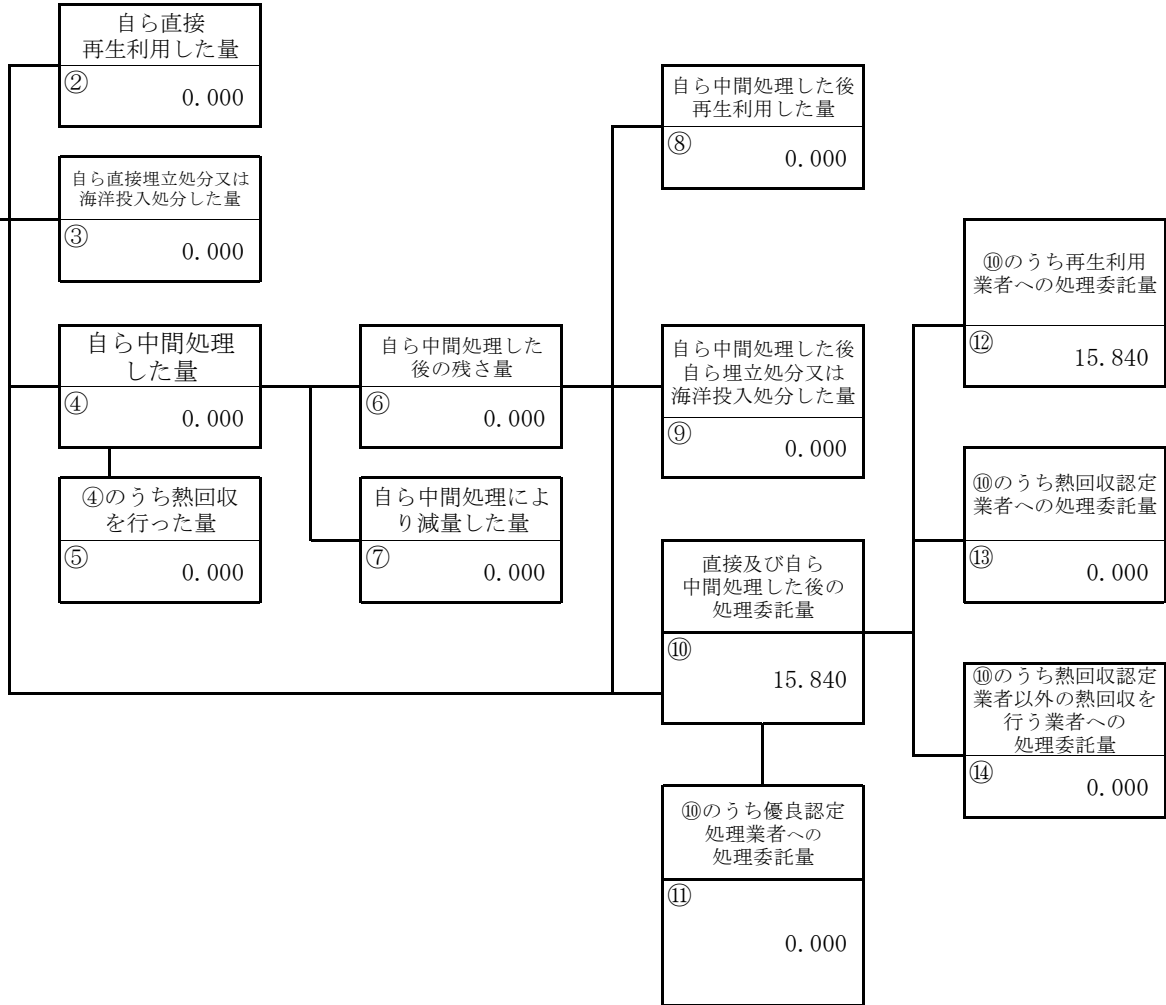 自ら直接
再生利用した量
②
0.000
自ら直接埋立処分又は
海洋投入処分した量
③
0.000
自ら中間処理
した量
④
0.000
④のうち熱回収
を行った量
⑤
0.000
自ら中間処理した
後の残さ量
⑥
0.000
自ら中間処理によ
り減量した量
⑦
0.000
自ら中間処理した後
再生利用した量
⑧
0.000
自ら中間処理した後
自ら埋立処分又は
海洋投入処分した量
⑨
0.000
直接及び自ら
中間処理した後の
処理委託量
⑩
15.840
⑩のうち優良認定
処理業者への
処理委託量
⑪
0.000
⑩のうち再生利用
業者への処理委託量
⑫
15.840
⑩のうち熱回収認定
業者への処理委託量
⑬
0.000
⑩のうち熱回収認定
業者以外の熱回収を
行う業者への
処理委託量
⑭
0.000